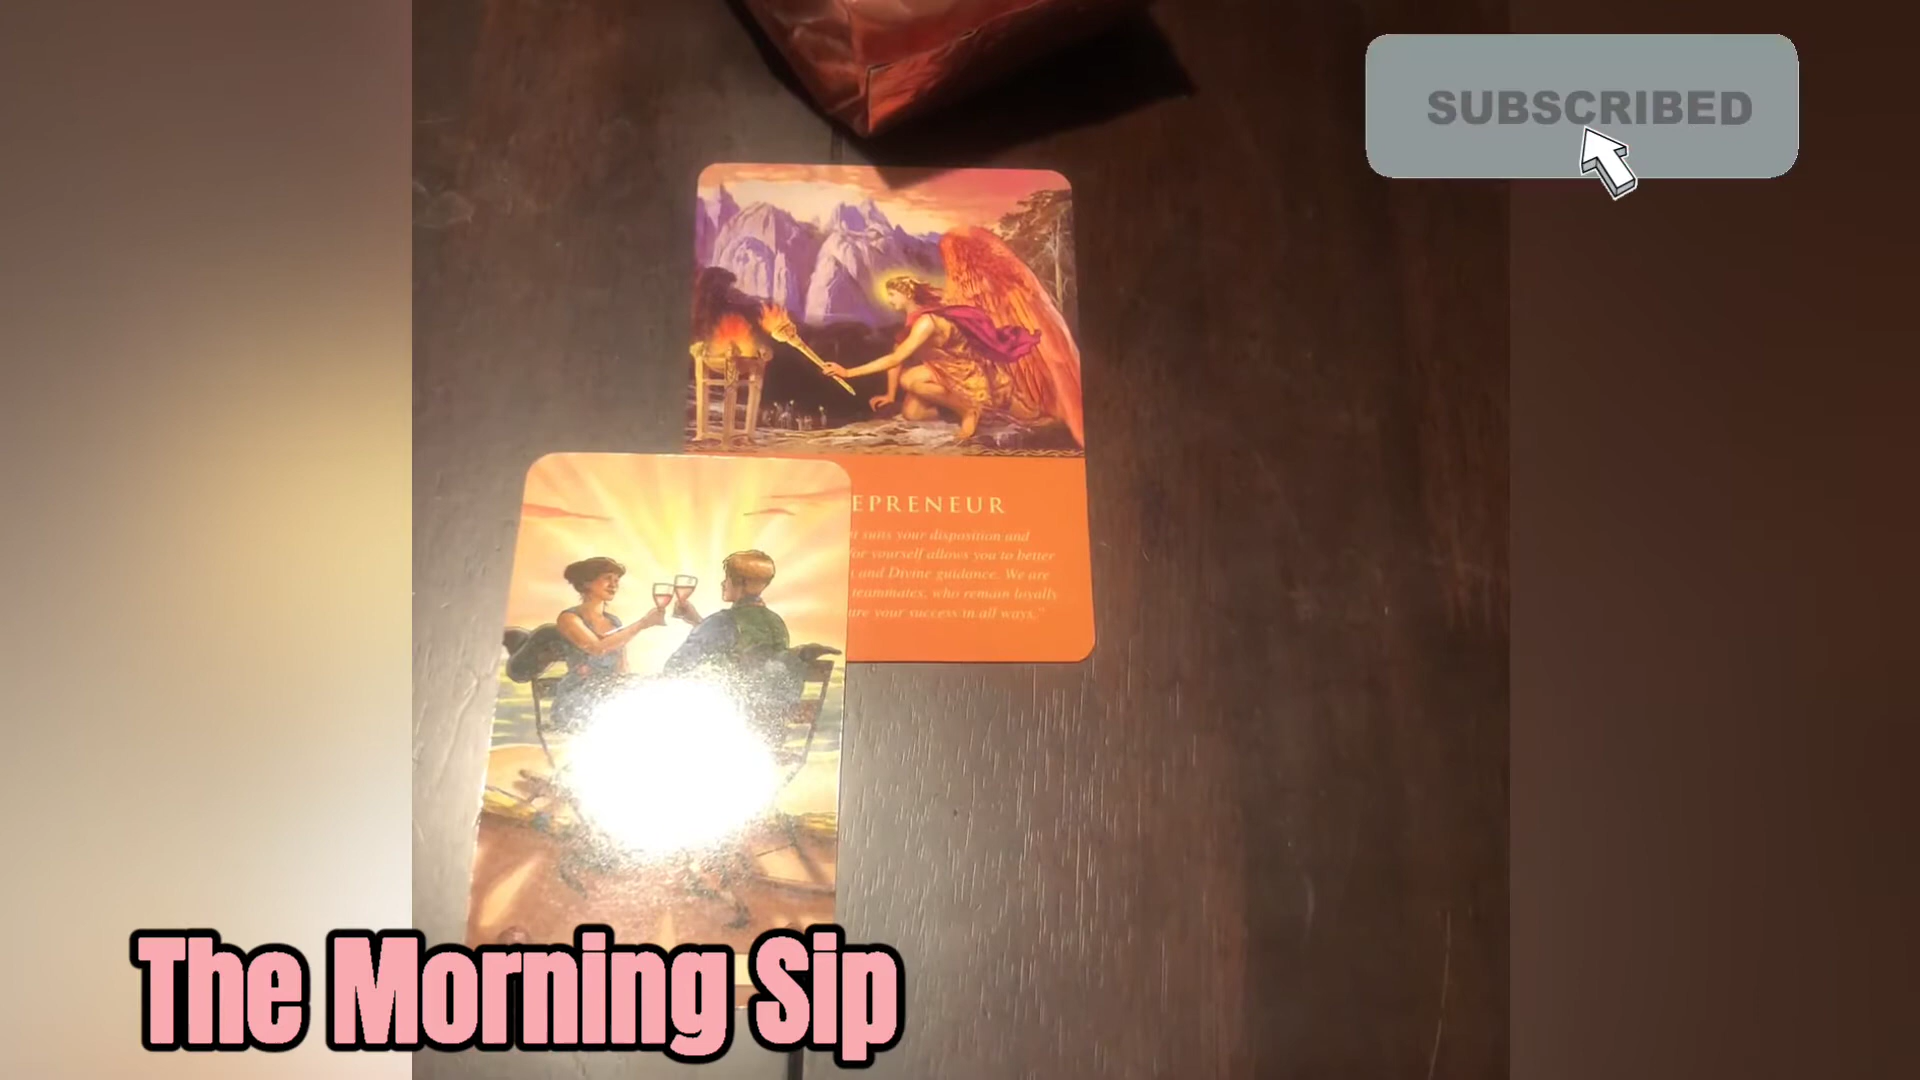 SUBSCRIBED
EPRENEUR
suits your disposition and
for yourself allows you to better
and Divine guidance. We are
teammates, who remain loyally
your success in all ways."
The Morning Sip